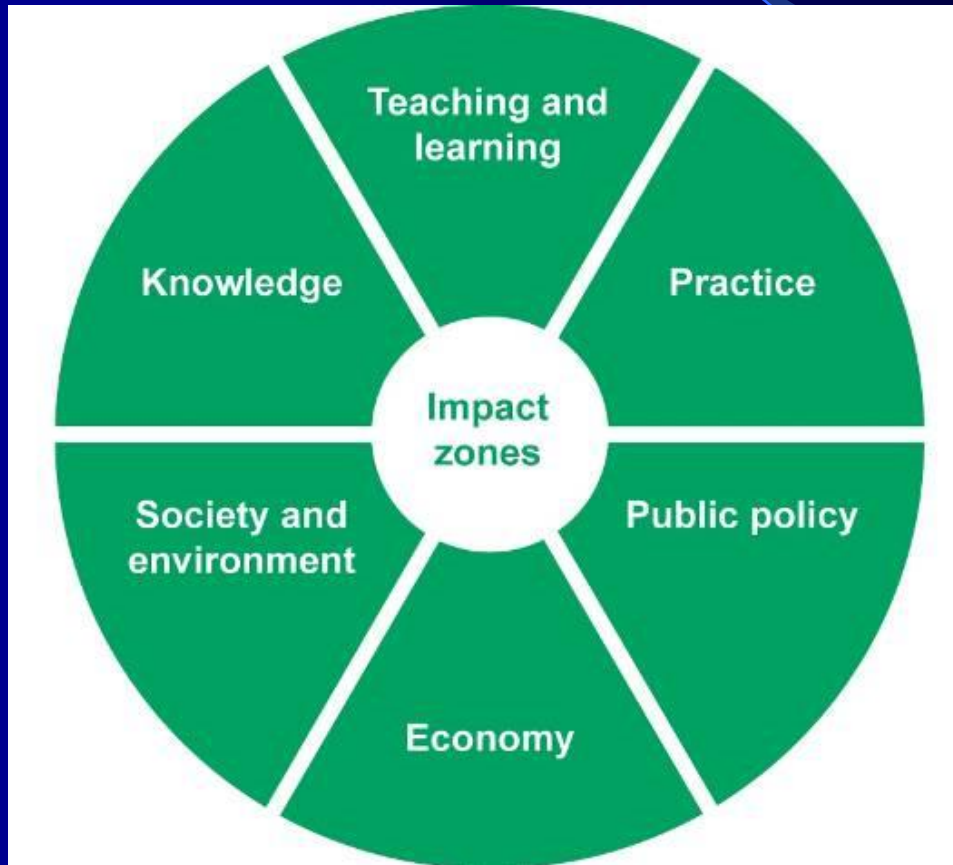 Teaching and
learning
Knowledge
Practice
Impact
zones
Society and
environment
Public policy
Economy